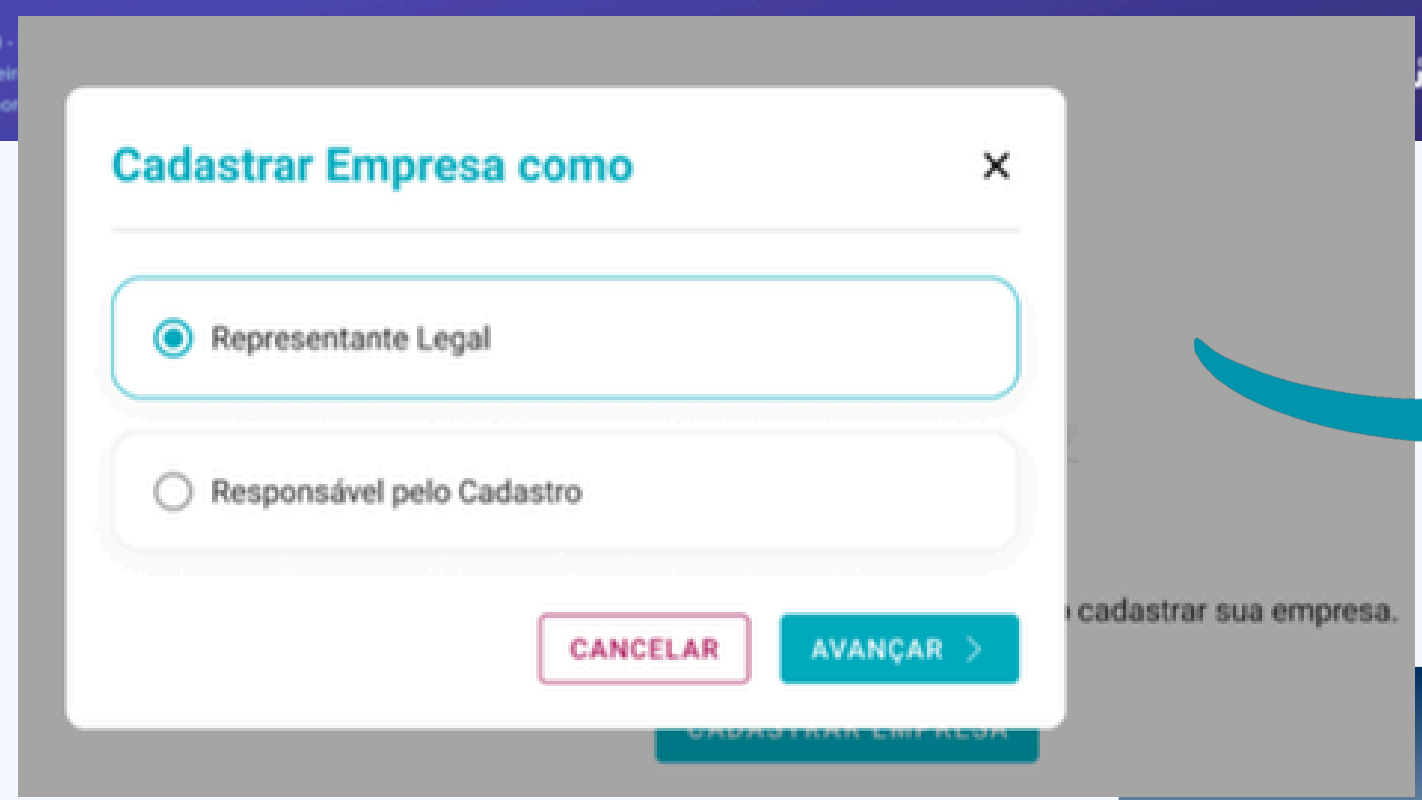 Cadastrar Empresa como
Representante Legal
Responsável pelo Cadastro
CANCELAR
AVANÇAR
cadastrar sua empresa.
CADASTRAR EMPRESA